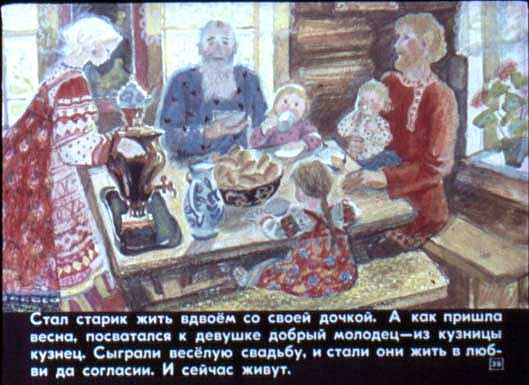 Стал старик жить вдвоём со своей дочкой. А как пришла
весна, посватался к девушке добрый молодец—из кузницы
кузнец. Сыграли весёлую свадьбу, и стали они жить в люб-
ви да согласии. И сейчас живут.
39